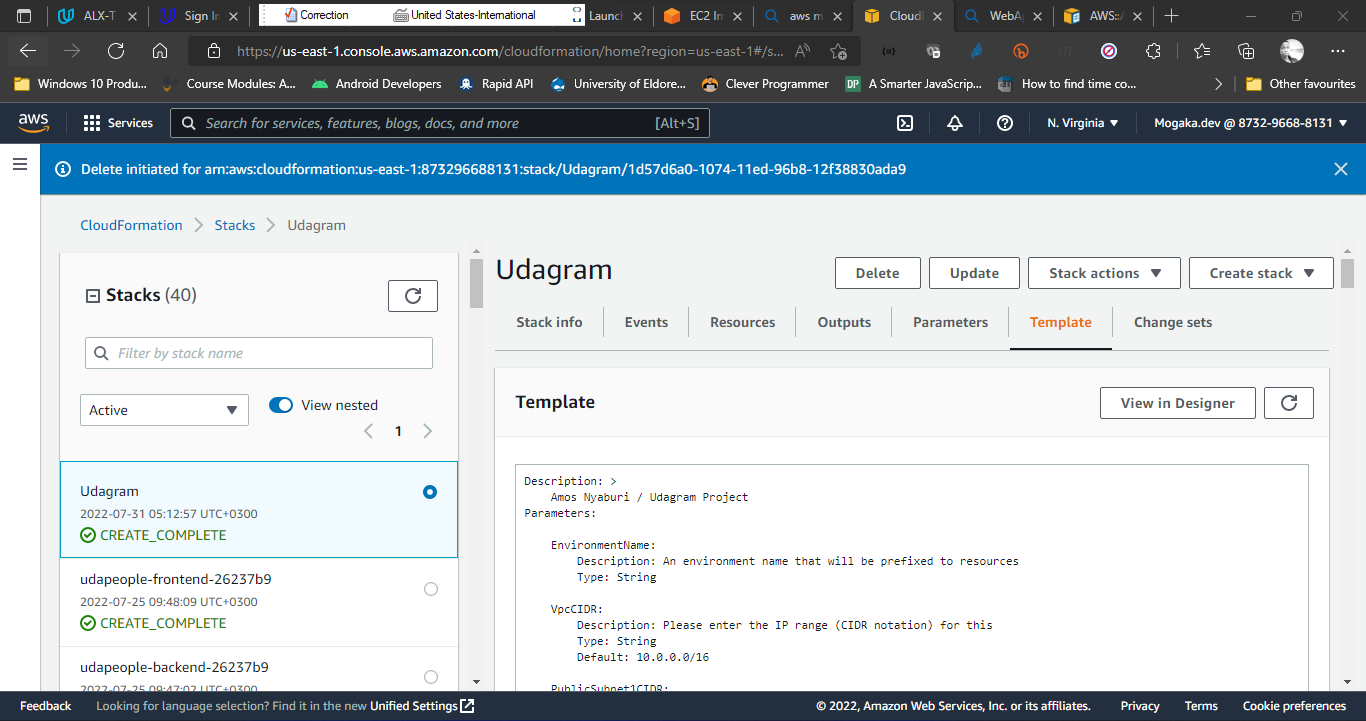 ALX-T
Sign In
Correction
United States-International
Launc
EC2 Im
aws m
CloudF
WebA
AWS::A
https://us-east-1.console.aws.amazon.com/cloudformation/home?region=us-east-1#/s...
Windows 10 Produ...
Course Modules: A...
Android Developers
Rapid API
University of Eldore...
Clever Programmer
DP
A Smarter JavaScrip...
How to find time co...
Other favourites
aws
Services
Search for services, features, blogs, docs, and more
[Alt+S]
N. Virginia
Mogaka.dev @ 8732-9668-8131
Delete initiated for arn:aws:cloudformation:us-east-1:873296688131:stack/Udagram/1d57d6a0-1074-11ed-96b8-12f38830ada9
CloudFormation
Stacks
Udagram
Stacks (40)
Filter by stack name
Active
View nested
1
Udagram
2022-07-31 05:12:57 UTC+0300
CREATE_COMPLETE
udapeople-frontend-26237b9
2022-07-25 09:48:09 UTC+0300
CREATE_COMPLETE
udapeople-backend-26237b9
2022-07-25 09:47:02 UTC+0300
Udagram
Delete
Update
Stack actions
Create stack
Stack info
Events
Resources
Outputs
Parameters
Template
Change sets
Template
View in Designer
Description: >
Amos Nyaburi / Udagram Project
Parameters:
EnvironmentName:
Description: An environment name that will be prefixed to resources
Type: String
VpcCIDR:
Description: Please enter the IP range (CIDR notation) for this
Type: String
Default: 10.0.0.0/16
PublicSubnet1CIDR:
Feedback
Looking for language selection? Find it in the new Unified Settings
© 2022, Amazon Web Services, Inc. or its affiliates.
Privacy
Terms
Cookie preferences